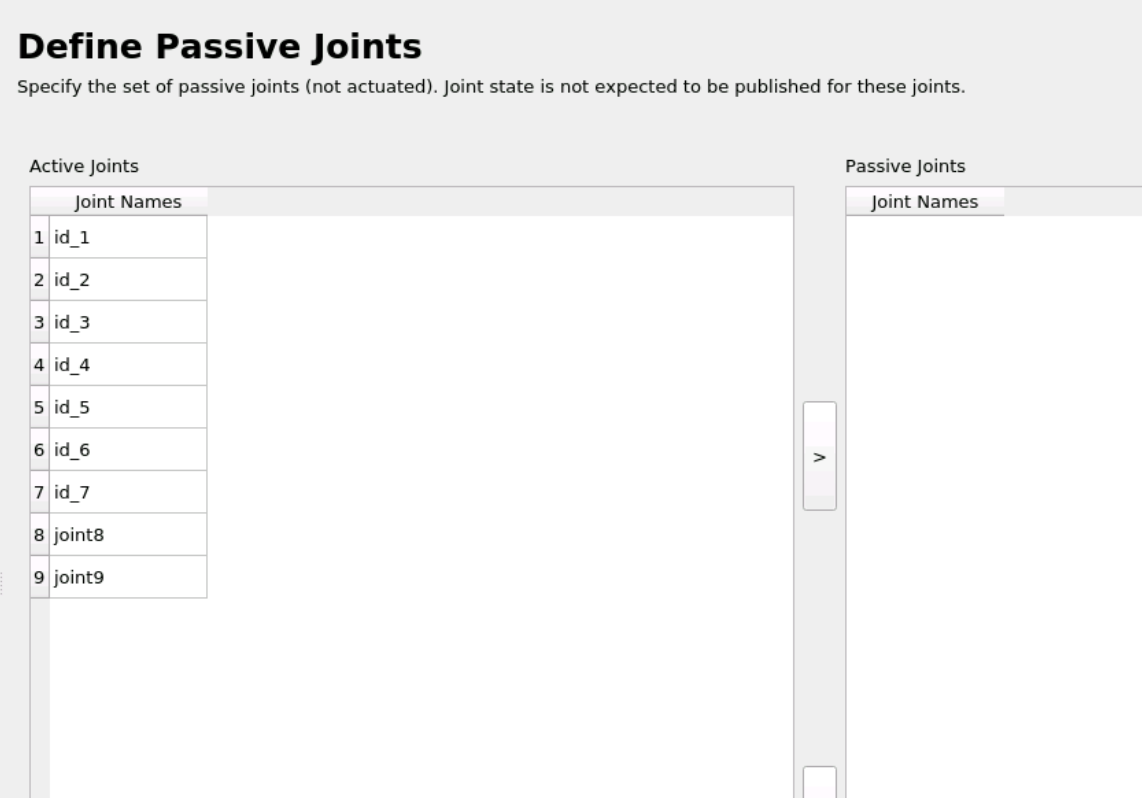 Define Passive Joints
Specify the set of passive joints (not actuated). Joint state is not expected to be published for these joints.
Active Joints
Joint Names
1 id_1
2 id_2
3 id_3
4 id_4
5 id_5
6 id_6
7 id_7
8 joint8
9 joint9
>
Passive Joints
Joint Names